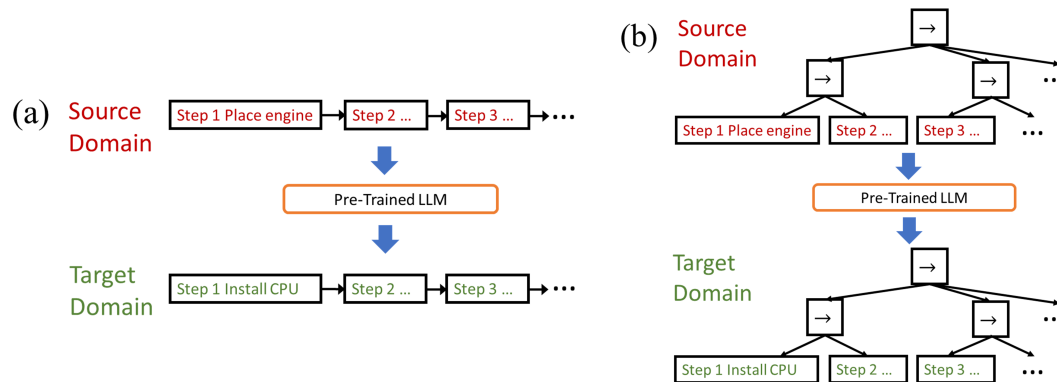 (a)
Source
Domain
Step 1 Place engine → Step 2 ... → Step 3 ... → ...
Pre-Trained LLM
Target
Domain
Step 1 Install CPU → Step 2 ... → Step 3 ... → ...
(b)
Source
Domain
→
→ → ...
Step 1 Place engine Step 2 ... Step 3 ... ...
Pre-Trained LLM
Target
Domain
→
→ → ...
Step 1 Install CPU Step 2 ... Step 3 ... ...